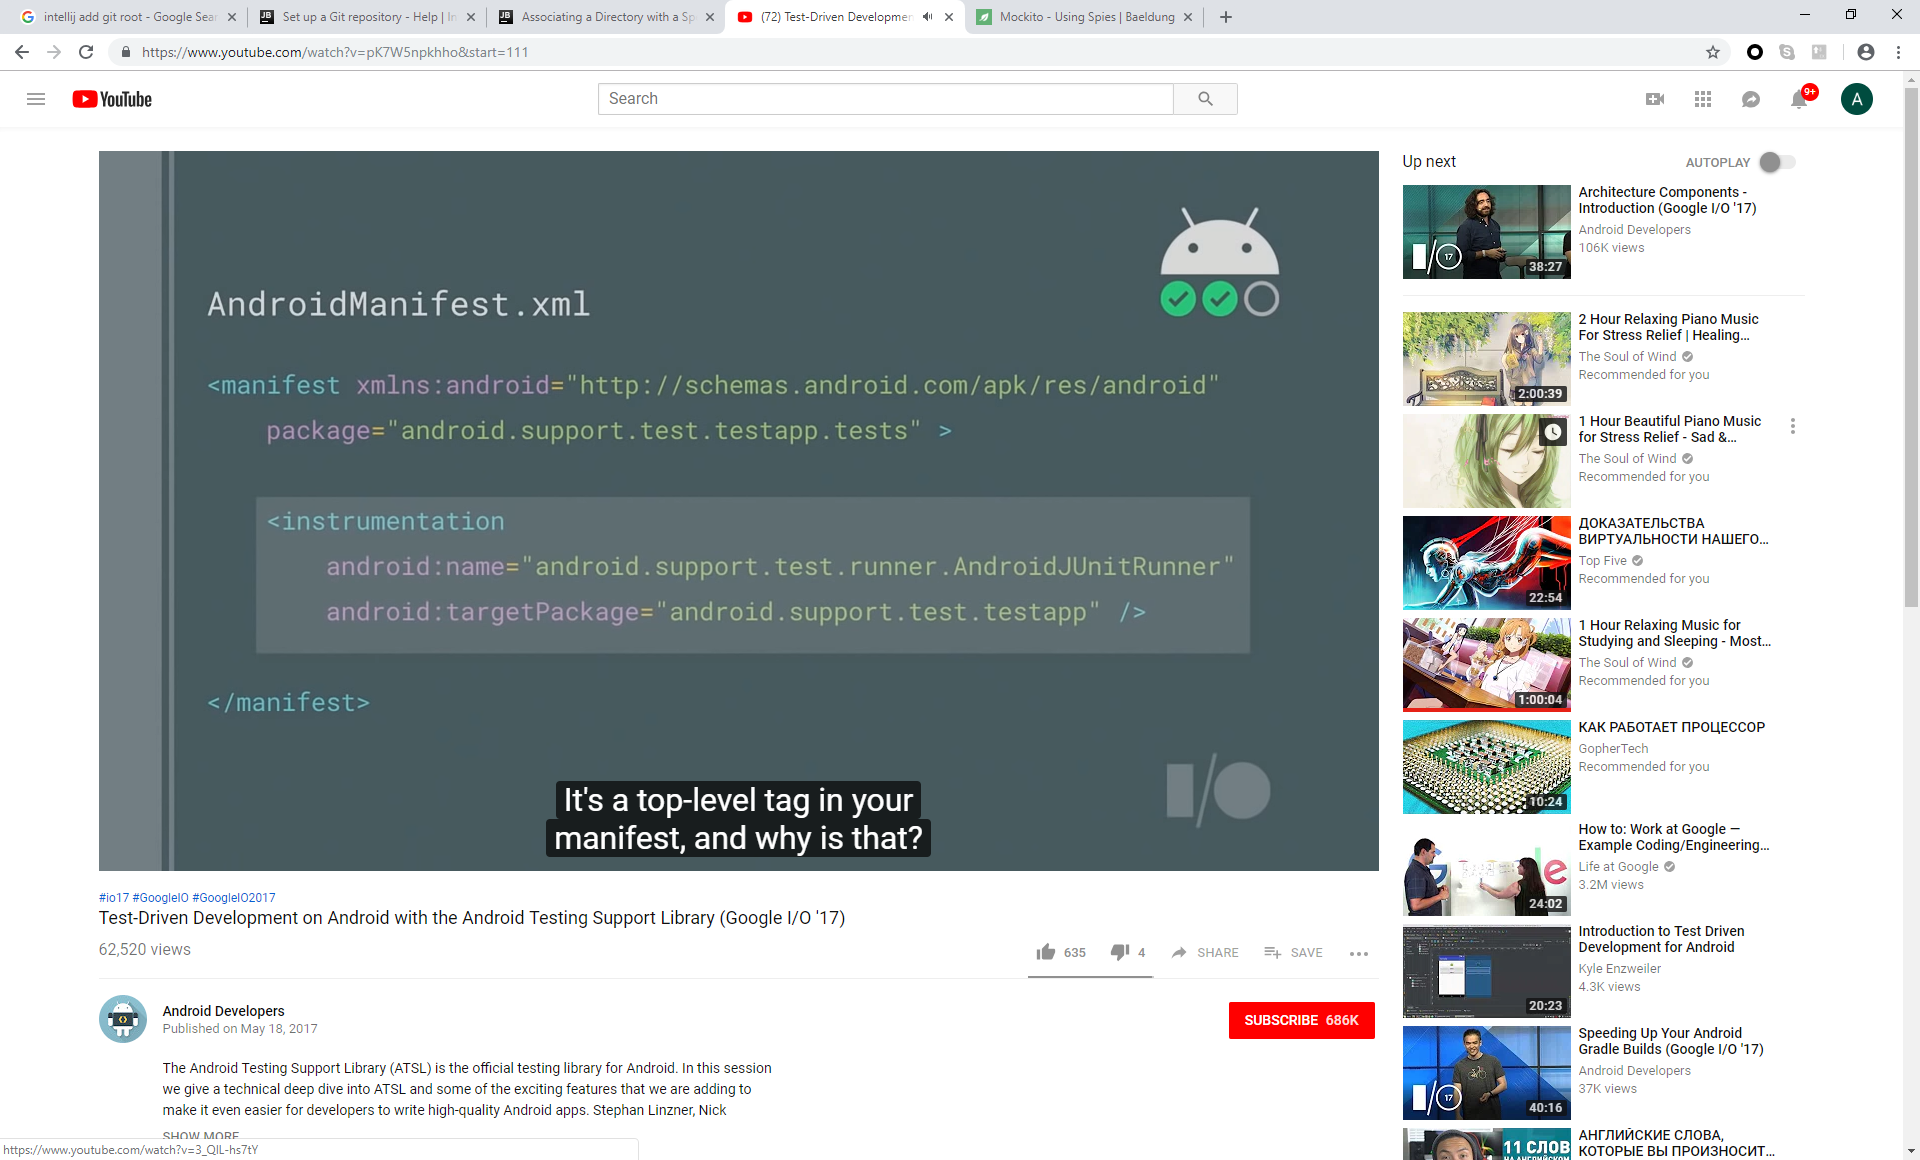 intellij add git root - Google Sear
Set up a Git repository - Help | In
Associating a Directory with a Sp
(72) Test-Driven Developmen
Mockito - Using Spies | Baeldung
https://www.youtube.com/watch?v=pK7W5npkhho&start=111
YouTube
Search
9+
A
AndroidManifest.xml
<manifest xmlns:android="http://schemas.android.com/apk/res/android"
package="android.support.test.testapp.tests" >
<instrumentation
android:name="android.support.test.runner.AndroidJUnitRunner"
android:targetPackage="android.support.test.testapp" />
</manifest>
I/O
It's a top-level tag in your
manifest, and why is that?
#io17 #GoogleIO #GoogleIO2017
Test-Driven Development on Android with the Android Testing Support Library (Google I/O '17)
62,520 views
635
4
SHARE
SAVE
Android Developers
Published on May 18, 2017
SUBSCRIBE 686K
The Android Testing Support Library (ATSL) is the official testing library for Android. In this session
we give a technical deep dive into ATSL and some of the exciting features that we are adding to
make it even easier for developers to write high-quality Android apps. Stephan Linzner, Nick
SHOW MORE
https://www.youtube.com/watch?v=3_QlL-hs7tY
Up next
AUTOPLAY
17
38:27
Architecture Components -
Introduction (Google I/O '17)
Android Developers
106K views
2:00:39
2 Hour Relaxing Piano Music
For Stress Relief | Healing...
The Soul of Wind
Recommended for you
1 Hour Beautiful Piano Music
for Stress Relief - Sad &...
The Soul of Wind
Recommended for you
22:54
ДОКАЗАТЕЛЬСТВА
ВИРТУАЛЬНОСТИ НАШЕГО...
Top Five
Recommended for you
1:00:04
1 Hour Relaxing Music for
Studying and Sleeping - Most...
The Soul of Wind
Recommended for you
10:24
КАК РАБОТАЕТ ПРОЦЕССОР
GopherTech
Recommended for you
24:02
How to: Work at Google —
Example Coding/Engineering...
Life at Google
3.2M views
20:23
Introduction to Test Driven
Development for Android
Kyle Enzweiler
4.3K views
17
40:16
Speeding Up Your Android
Gradle Builds (Google I/O '17)
Android Developers
37K views
11 СЛОВ
НА АНГЛИЙСКОМ
АНГЛИЙСКИЕ СЛОВА,
КОТОРЫЕ ВЫ ПРОИЗНОСИТ...